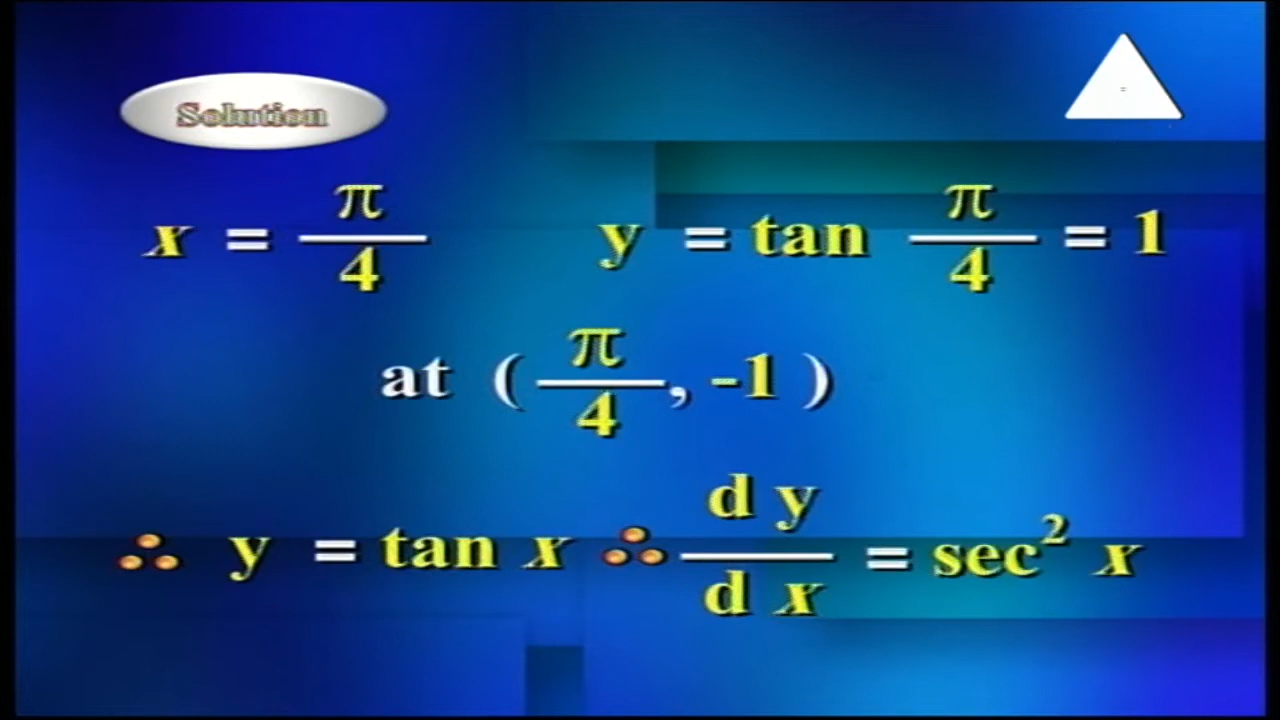 Solution
x = π/4 y = tan π/4 = 1
at ( π/4, -1 )
∴ y = tan x ∴ dy/dx = sec² x